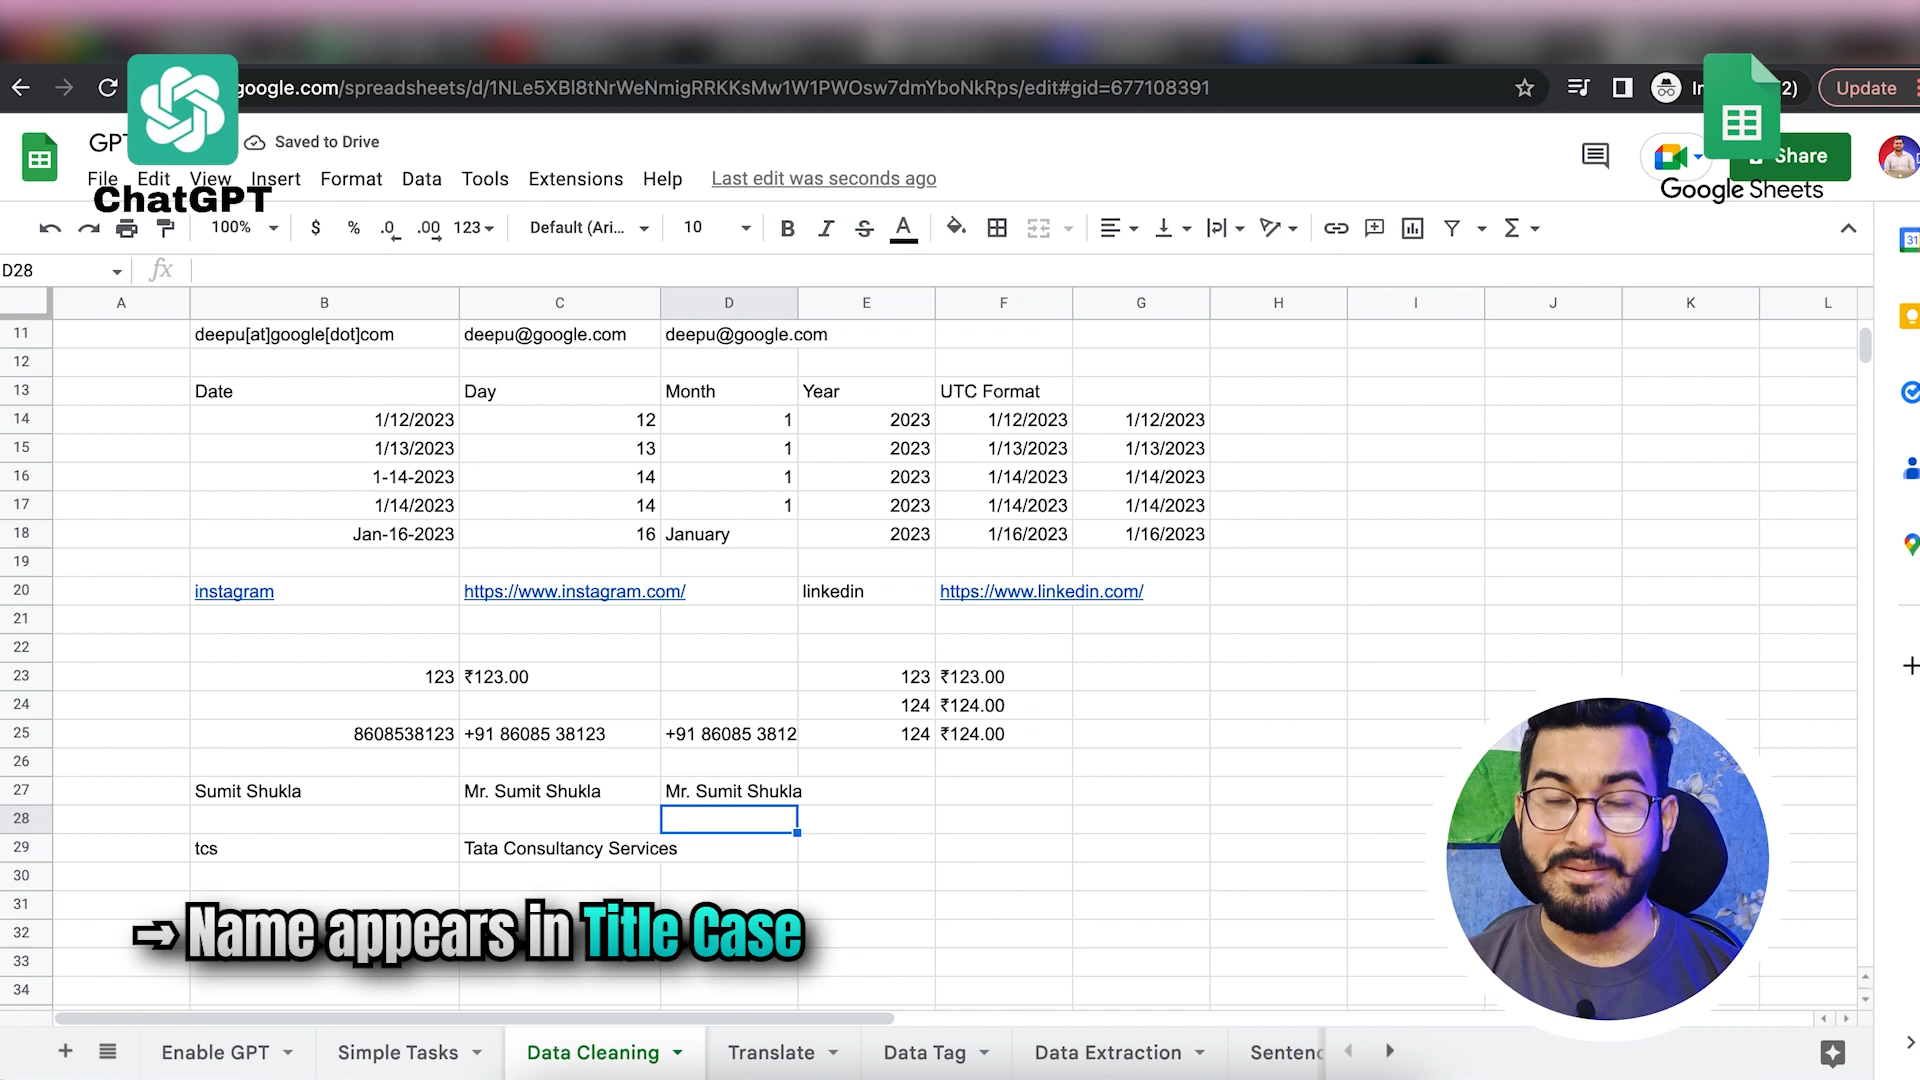 google.com/spreadsheets/d/1NLe5XBl8tNrWeNmigRRKKsMw1W1PWOsw7dmYboNkRps/edit#gid=677108391
Update
GPT
Saved to Drive
Share
File Edit View Insert Format Data Tools Extensions Help Last edit was seconds ago
ChatGPT
Google Sheets
100% $ % .0 .00 123 Default (Ari... 10 B I S A Σ
D28 fx
31
A B C D E F G H I J K L
11 deepu[at]google[dot]com deepu@google.com deepu@google.com
12
13 Date Day Month Year UTC Format
14 1/12/2023 12 1 2023 1/12/2023 1/12/2023
15 1/13/2023 13 1 2023 1/13/2023 1/13/2023
16 1-14-2023 14 1 2023 1/14/2023 1/14/2023
17 1/14/2023 14 1 2023 1/14/2023 1/14/2023
18 Jan-16-2023 16 January 2023 1/16/2023 1/16/2023
19
20 instagram https://www.instagram.com/ linkedin https://www.linkedin.com/
21
22
23 123 ₹123.00 123 ₹123.00
24 124 ₹124.00
25 8608538123 +91 86085 38123 +91 86085 3812 124 ₹124.00
26
27 Sumit Shukla Mr. Sumit Shukla Mr. Sumit Shukla
28
29 tcs Tata Consultancy Services
30
31
32
33
34
➾ Name appears in Title Case
+ Enable GPT Simple Tasks Data Cleaning Translate Data Tag Data Extraction